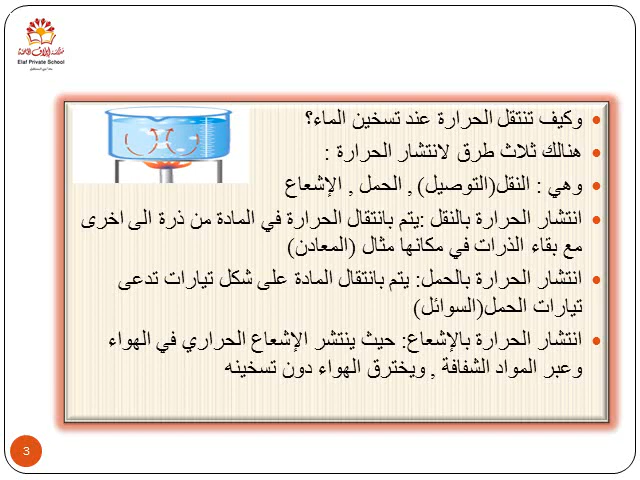 مدرسة إيلاف الخاصة
Elaf Private School
وكيف تنتقل الحرارة عند تسخين الماء؟
هنالك ثلاث طرق لانتشار الحرارة :
وهي : النقل(التوصيل) , الحمل , الإشعاع
انتشار الحرارة بالنقل :يتم بانتقال الحرارة في المادة من ذرة الى اخرى
مع بقاء الذرات في مكانها مثال (المعادن)
انتشار الحرارة بالحمل: يتم بانتقال المادة على شكل تيارات تدعى
تيارات الحمل(السوائل)
انتشار الحرارة بالإشعاع: حيث ينتشر الإشعاع الحراري في الهواء
وعبر المواد الشفافة , ويخترق الهواء دون تسخينه
3